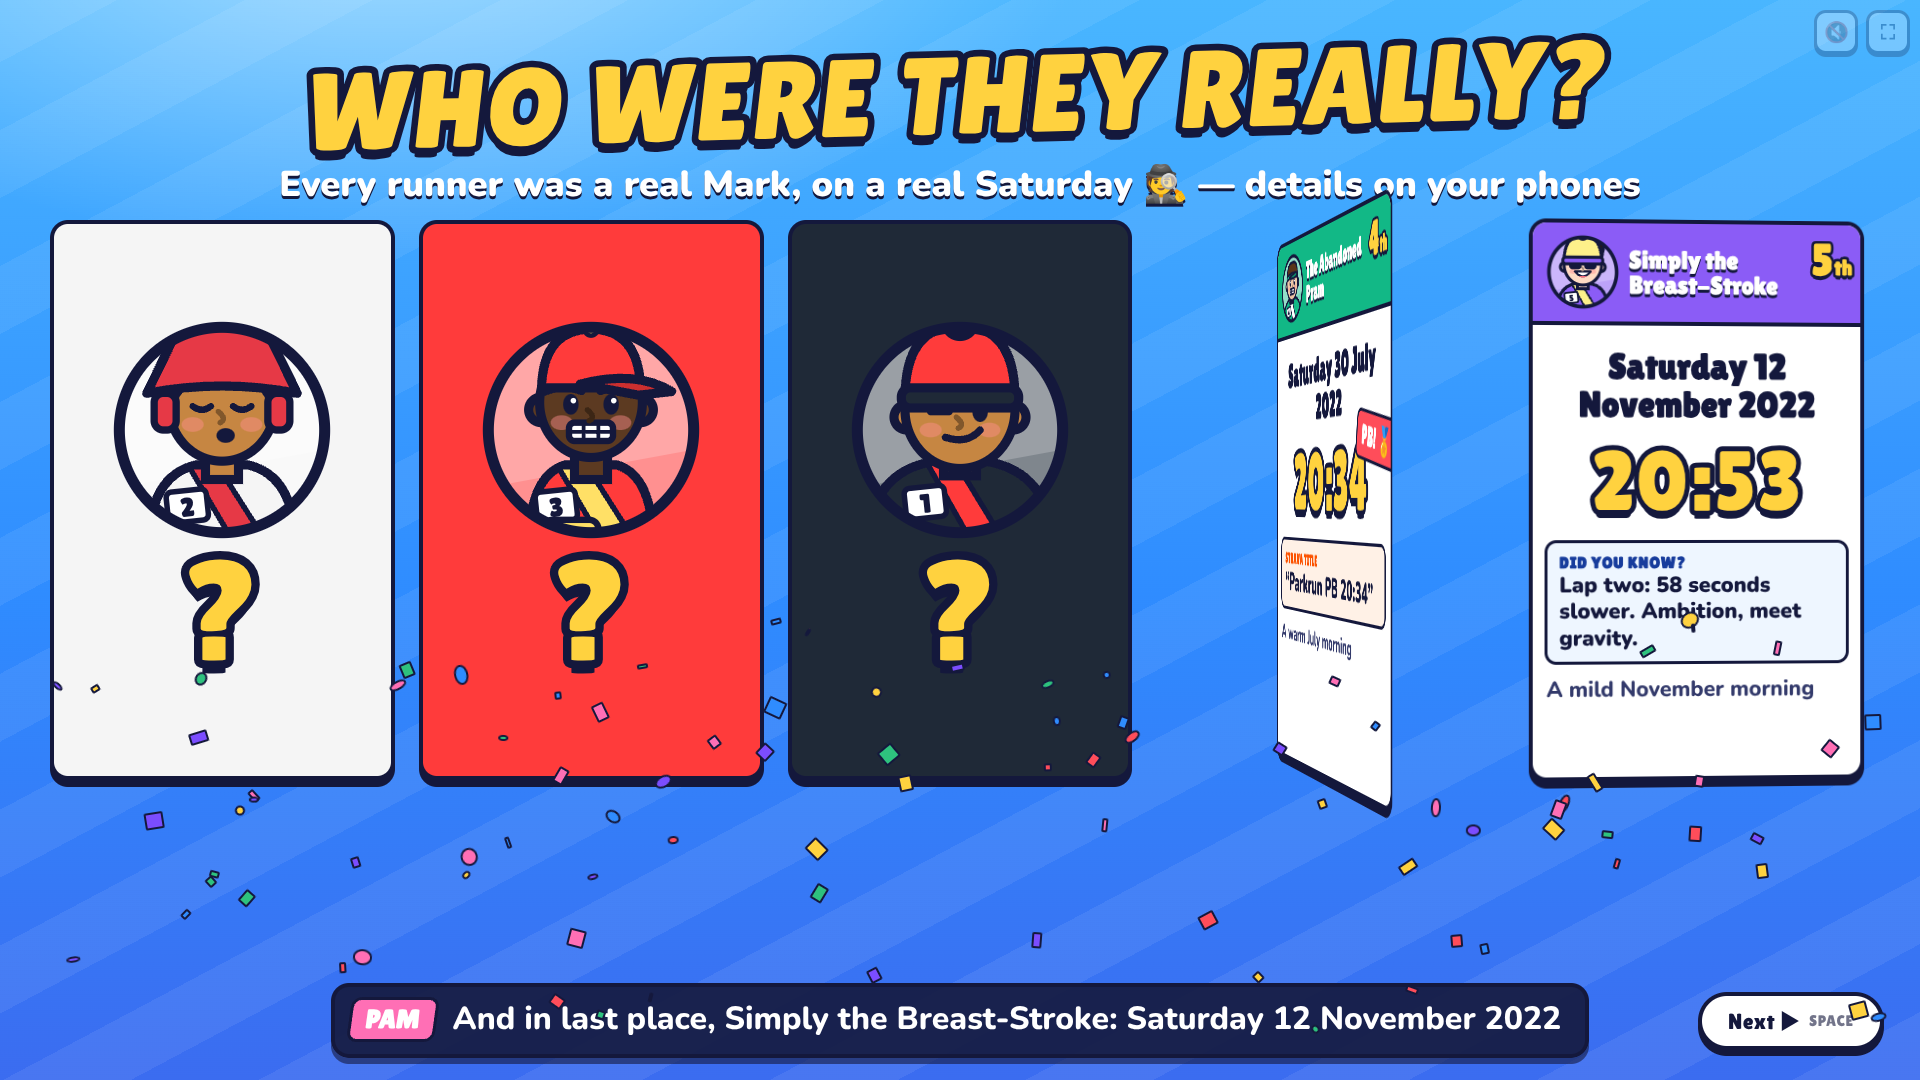 WHO WERE THEY REALLY?
Every runner was a real Mark, on a real Saturday 🕵️ — details on your phones
2
?
3
?
1
?
The Abandoned
Pram
4th
Saturday 30 July
2022
PB! 🏅
20:34
STRAVA TITLE
“Parkrun PB 20:34”
A warm July morning
Simply the
Breast-Stroke
5th
5
Saturday 12
November 2022
20:53
DID YOU KNOW?
Lap two: 58 seconds
slower. Ambition, meet
gravity.
A mild November morning
PAM
And in last place, Simply the Breast-Stroke: Saturday 12 November 2022
Next ▶ SPACE